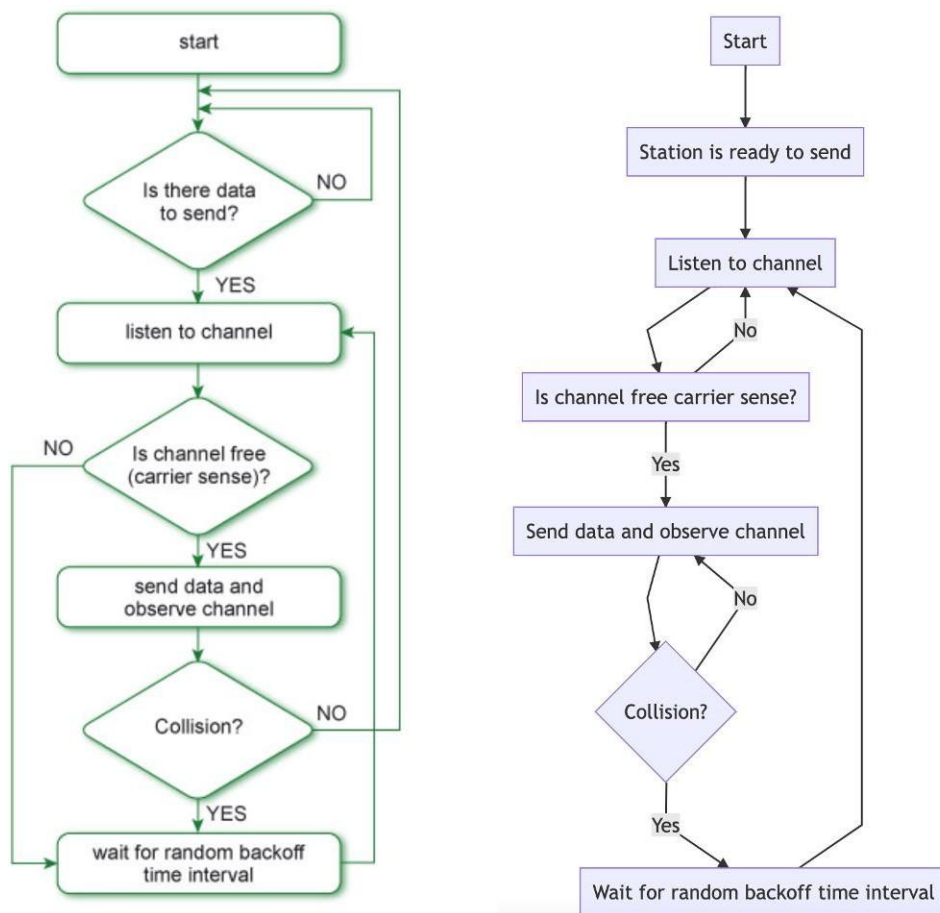 start
Is there data
to send?
NO
YES
listen to channel
NO
Is channel free
(carrier sense)?
YES
send data and
observe channel
Collision?
NO
YES
wait for random backoff
time interval
Start
Station is ready to send
Listen to channel
No
Is channel free carrier sense?
Yes
Send data and observe channel
No
Collision?
Yes
Wait for random backoff time interval